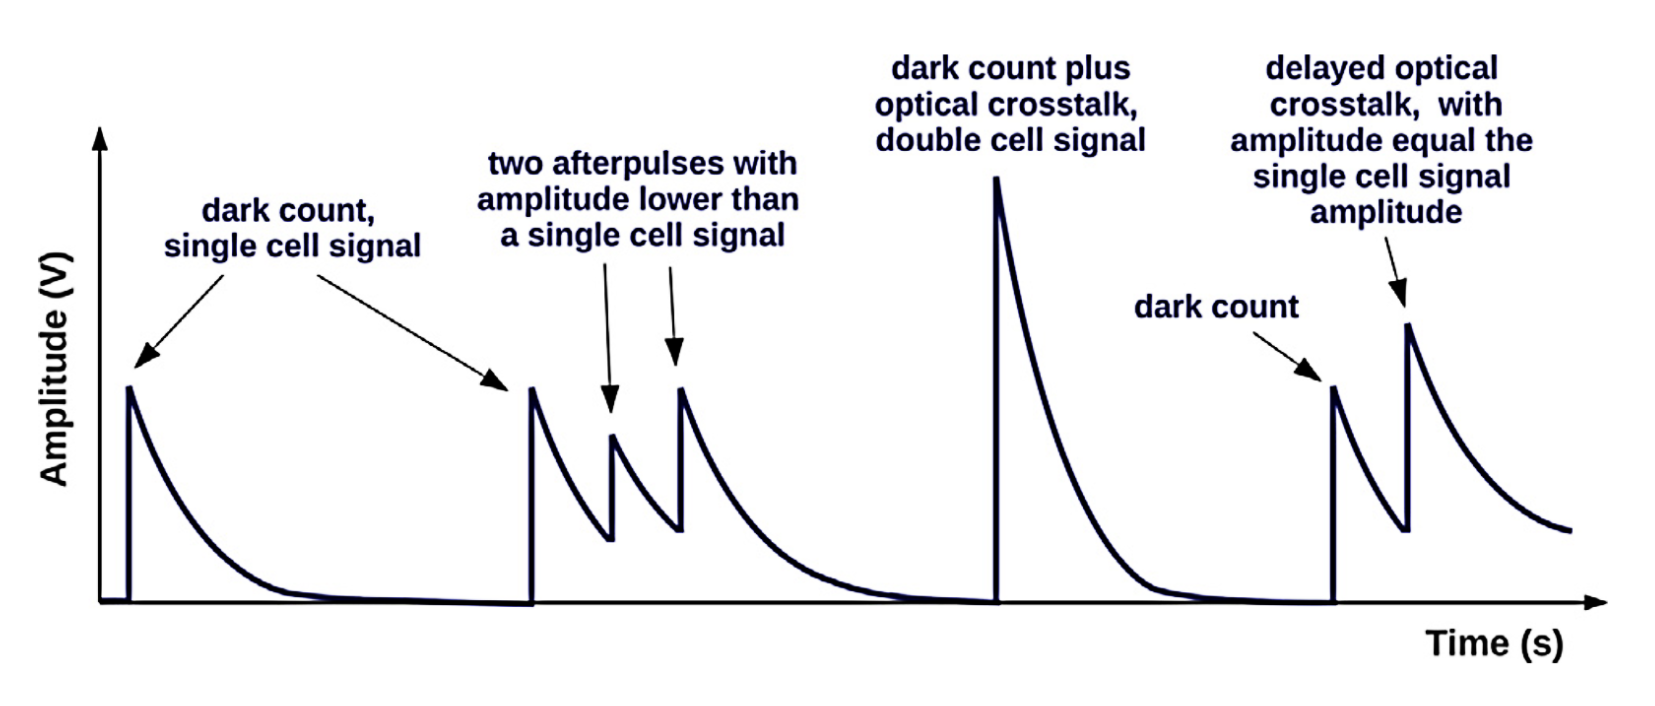 dark count,
single cell signal
two afterpulses with
amplitude lower than
a single cell signal
dark count plus
optical crosstalk,
double cell signal
delayed optical
crosstalk,  with
amplitude equal the
single cell signal
amplitude
dark count
Amplitude (V)
Time (s)